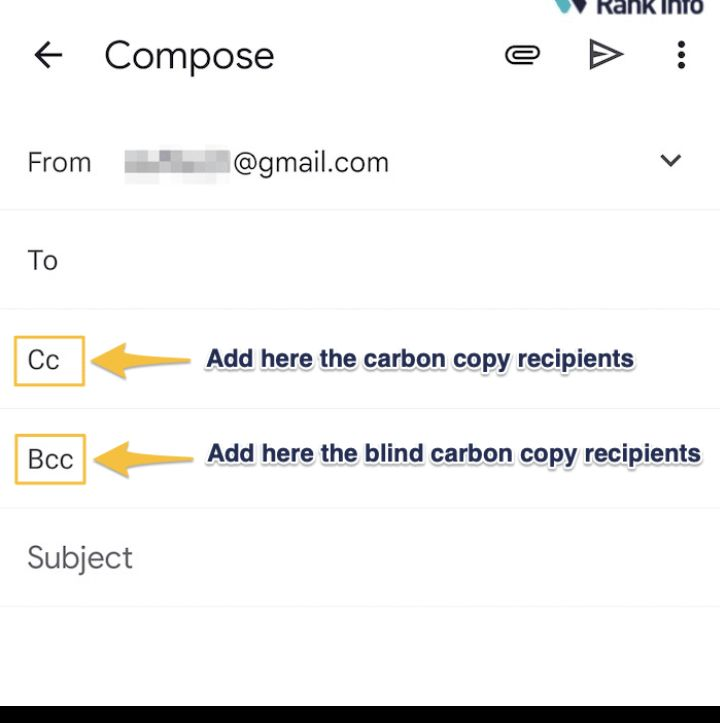 Rank Info
Compose
From @gmail.com
To
Cc Add here the carbon copy recipients
Bcc Add here the blind carbon copy recipients
Subject